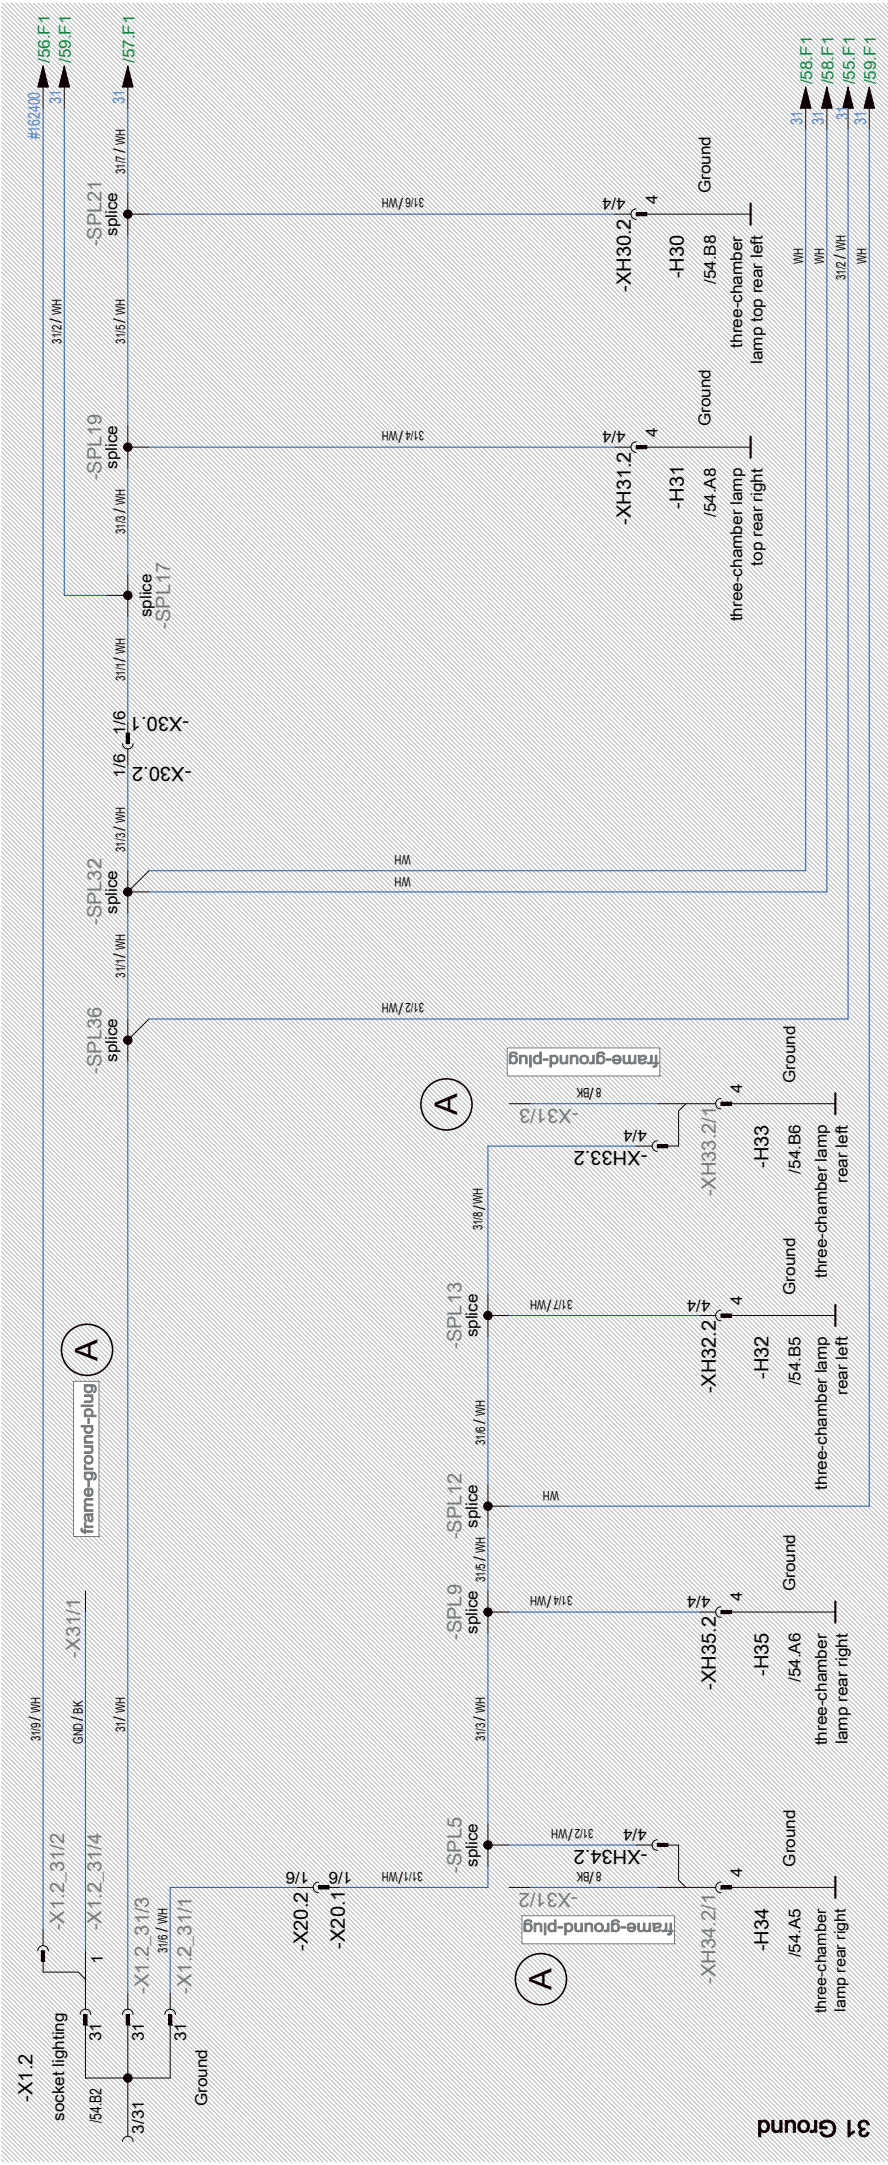 31 Ground
-X1.2
socket lighting
/54.B2
3/31
31
31
31
Ground
1
-X1.2_31/2
-X1.2_31/4
-X1.2_31/3
-X1.2_31/1
31/9 / WH
GND / BK
31 / WH
31/6 / WH
-X31/1
frame-ground-plug
A
#162400
/56.F1
31
/59.F1
31/2 / WH
31
/57.F1
31/7 / WH
-SPL36
splice
31/1 / WH
-SPL32
splice
31/3 / WH
1/6
-X30.2
1/6
-X30.1
31/1 / WH
splice
-SPL17
31/3 / WH
-SPL19
splice
31/5 / WH
-SPL21
splice
31/2 / WH
WH
WH
31/4 / WH
31/6 / WH
4/4
-XH31.2
4
-H31
Ground
/54.A8
three-chamber lamp
top rear right
4/4
-XH30.2
4
-H30
Ground
/54.B8
three-chamber
lamp top rear left
WH
31
/58.F1
WH
31
/58.F1
31/2 / WH
31
/55.F1
WH
31
/59.F1
1/6
-X20.2
1/6
-X20.1
31/1 / WH
-SPL5
splice
31/3 / WH
-SPL9
splice
31/5 / WH
-SPL12
splice
31/6 / WH
-SPL13
splice
31/8 / WH
A
frame-ground-plug
-X31/2
8 / BK
31/2 / WH
4/4
-XH34.2
-XH34.2/1
4
-H34
Ground
/54.A5
three-chamber
lamp rear right
31/4 / WH
4/4
-XH35.2
4
-H35
Ground
/54.A6
three-chamber
lamp rear right
WH
31/7 / WH
4/4
-XH32.2
4
-H32
Ground
/54.B5
three-chamber lamp
rear left
A
frame-ground-plug
-X31/3
8 / BK
4/4
-XH33.2
-XH33.2/1
4
-H33
Ground
/54.B6
three-chamber lamp
rear left